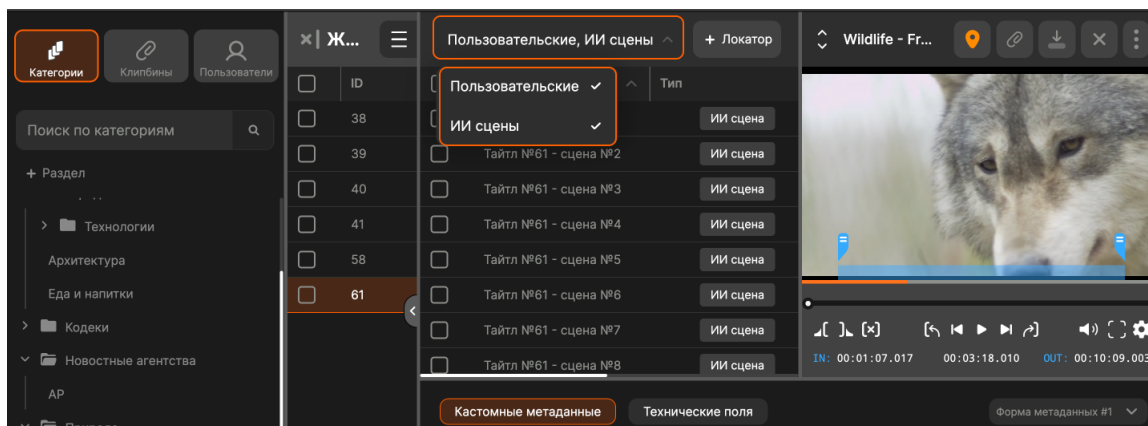 Категории
Клипбины
Пользователи
Поиск по категориям
+ Раздел
Технологии
Архитектура
Еда и напитки
Кодеки
Новостные агентства
AP
Ж...
ID
38
39
40
41
58
61
Пользовательские, ИИ сцены
+ Локатор
Пользовательские
ИИ сцены
Тип
ИИ сцена
Тайтл №61 - сцена №2 ИИ сцена
Тайтл №61 - сцена №3 ИИ сцена
Тайтл №61 - сцена №4 ИИ сцена
Тайтл №61 - сцена №5 ИИ сцена
Тайтл №61 - сцена №6 ИИ сцена
Тайтл №61 - сцена №7 ИИ сцена
Тайтл №61 - сцена №8 ИИ сцена
Wildlife - Fr...
IN: 00:01:07.017 00:03:18.010 OUT: 00:10:09.003
Кастомные метаданные
Технические поля
Форма метаданных #1